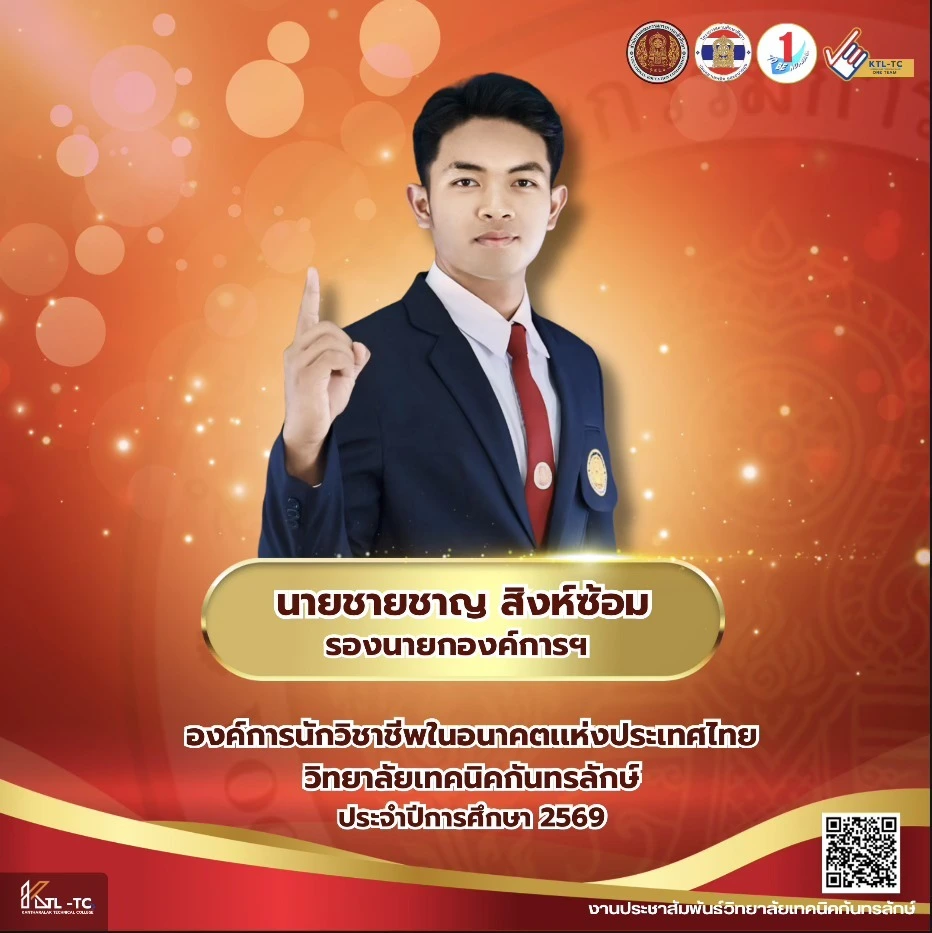 KTL-TC
ONE TEAM
นายชายชาญ สิงห์ซ้อม
รองนายกองค์การฯ
องค์การนักวิชาชีพในอนาคตแห่งประเทศไทย
วิทยาลัยเทคนิคกันทรลักษ์
ประจำปีการศึกษา 2569
KTL -TC
KANTHARALAK TECHNICAL COLLEGE
งานประชาสัมพันธ์วิทยาลัยเทคนิคกันทรลักษ์